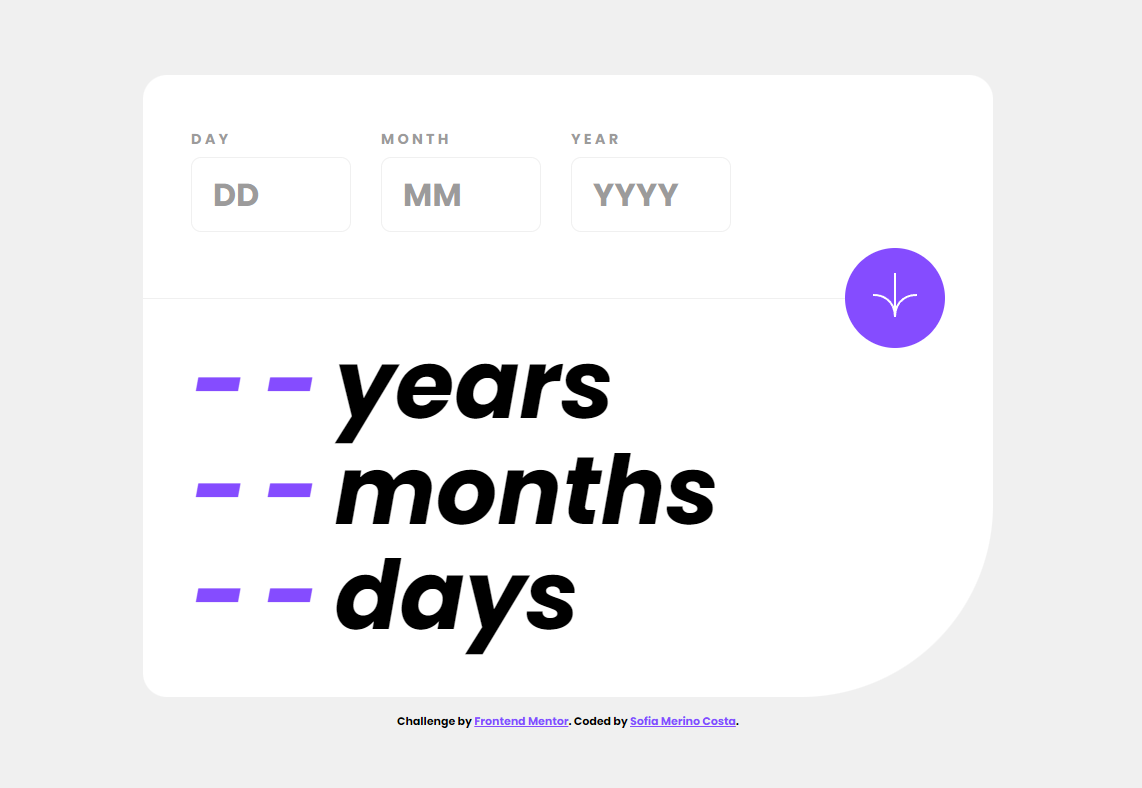 DAY MONTH YEAR
DD MM YYYY
- - years
- - months
- - days
Challenge by Frontend Mentor. Coded by Sofia Merino Costa.